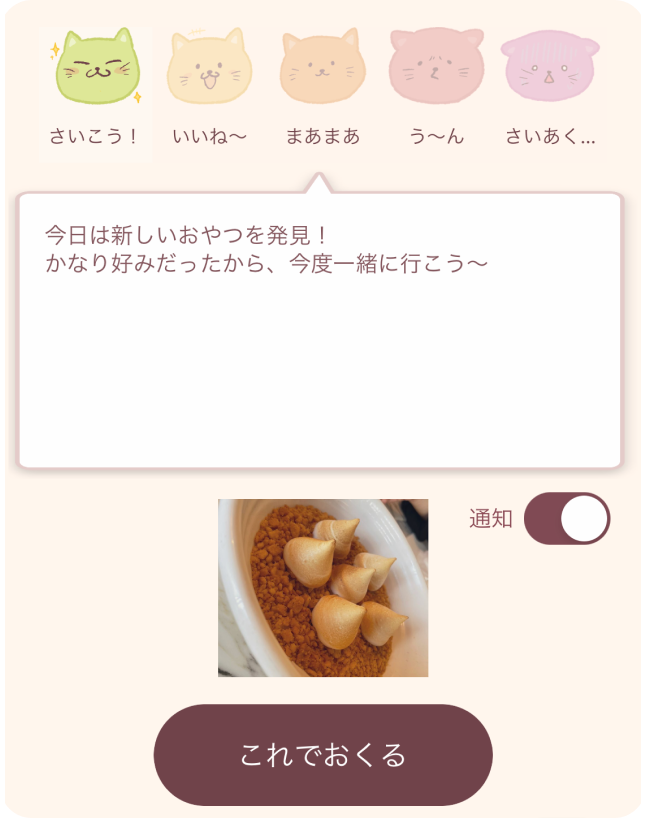 さいこう！
いいね〜
まあまあ
う〜ん
さいあく...
今日は新しいおやつを発見！
かなり好みだったから、今度一緒に行こう〜
通知
これでおくる